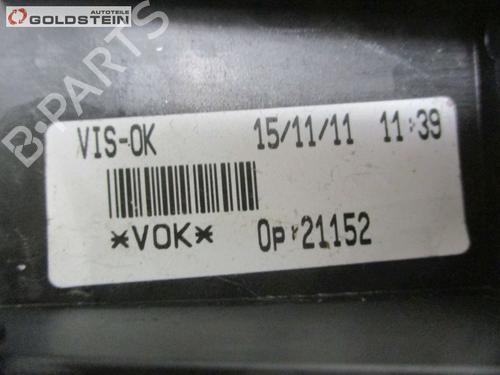 AUTOTEILE
GOLDSTEIN
B-PARTS
VIS-OK 15/11/11 11:39
*VOK* Op:21152